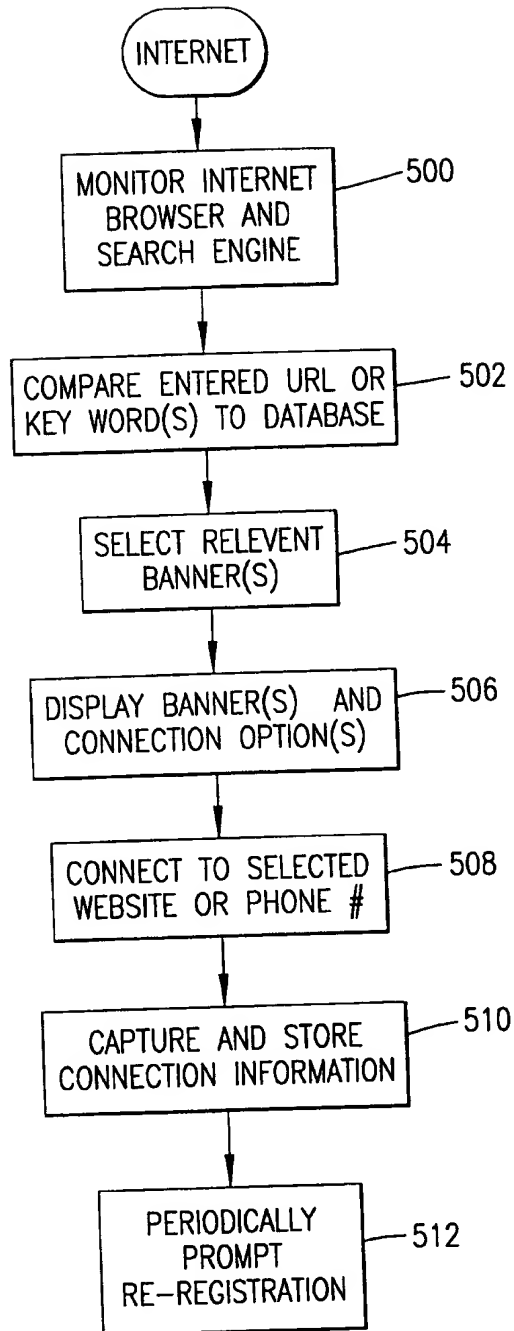 INTERNET
MONITOR INTERNET
BROWSER AND
SEARCH ENGINE
500
COMPARE ENTERED URL OR
KEY WORD(S) TO DATABASE
502
SELECT RELEVENT
BANNER(S)
504
DISPLAY BANNER(S) AND
CONNECTION OPTION(S)
506
CONNECT TO SELECTED
WEBSITE OR PHONE #
508
CAPTURE AND STORE
CONNECTION INFORMATION
510
PERIODICALLY
PROMPT
RE-REGISTRATION
512